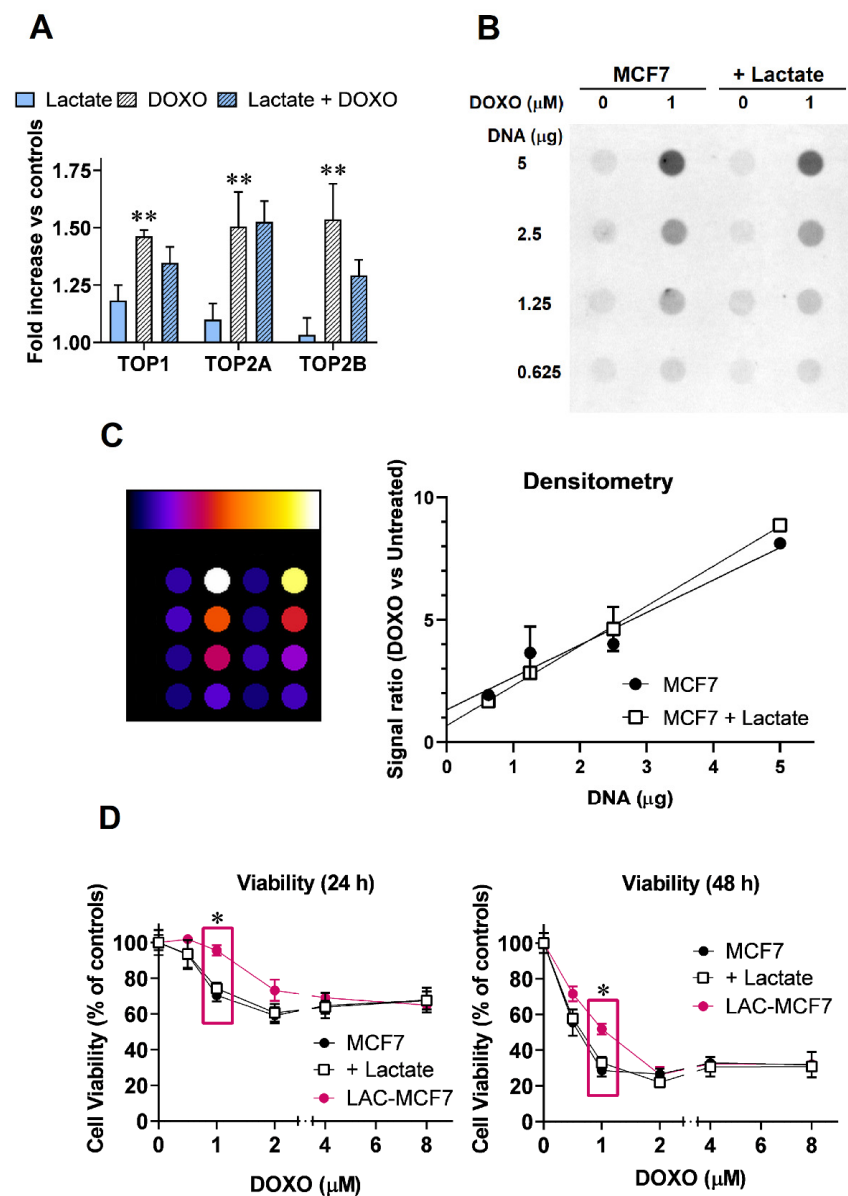 A
Lactate DOXO Lactate + DOXO
Fold increase vs controls
1.75
1.50
1.25
1.00
** ** **
TOP1 TOP2A TOP2B
B
MCF7 + Lactate
DOXO (μM) 0 1 0 1
DNA (μg)
5
2.5
1.25
0.625
C
Densitometry
Signal ratio (DOXO vs Untreated)
10
5
0
MCF7
MCF7 + Lactate
0 1 2 3 4 5
DNA (μg)
D
Viability (24 h)
Cell Viability (% of controls)
100
80
60
40
20
0
*
MCF7
+ Lactate
LAC-MCF7
0 1 2 4 6 8
DOXO (μM)
Viability (48 h)
Cell Viability (% of controls)
100
80
60
40
20
0
*
MCF7
+ Lactate
LAC-MCF7
0 1 2 4 6 8
DOXO (μM)